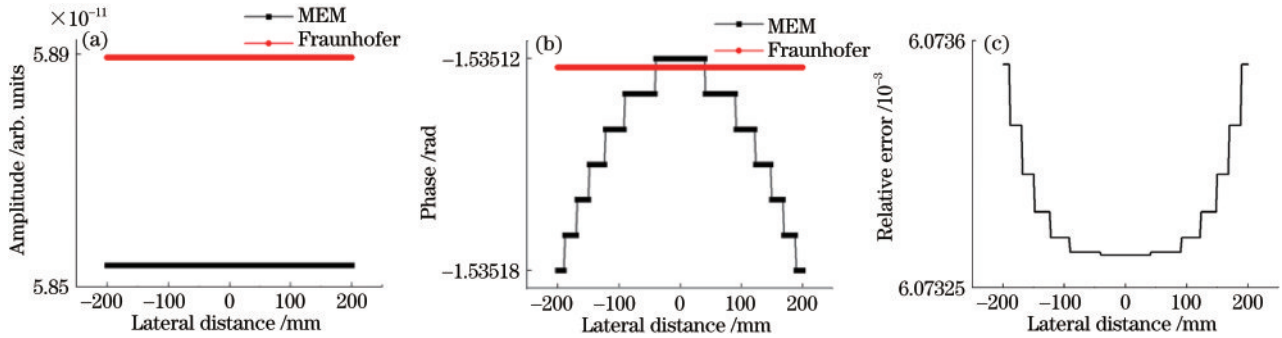 ×10⁻¹¹
(a)
MEM
Fraunhofer
5.89
5.85
Amplitude /arb. units
−200 −100 0 100 200
Lateral distance /mm
(b)
MEM
Fraunhofer
−1.53512
−1.53518
Phase /rad
−200 −100 0 100 200
Lateral distance /mm
(c)
6.0736
6.07325
Relative error /10⁻³
−200 −100 0 100 200
Lateral distance /mm